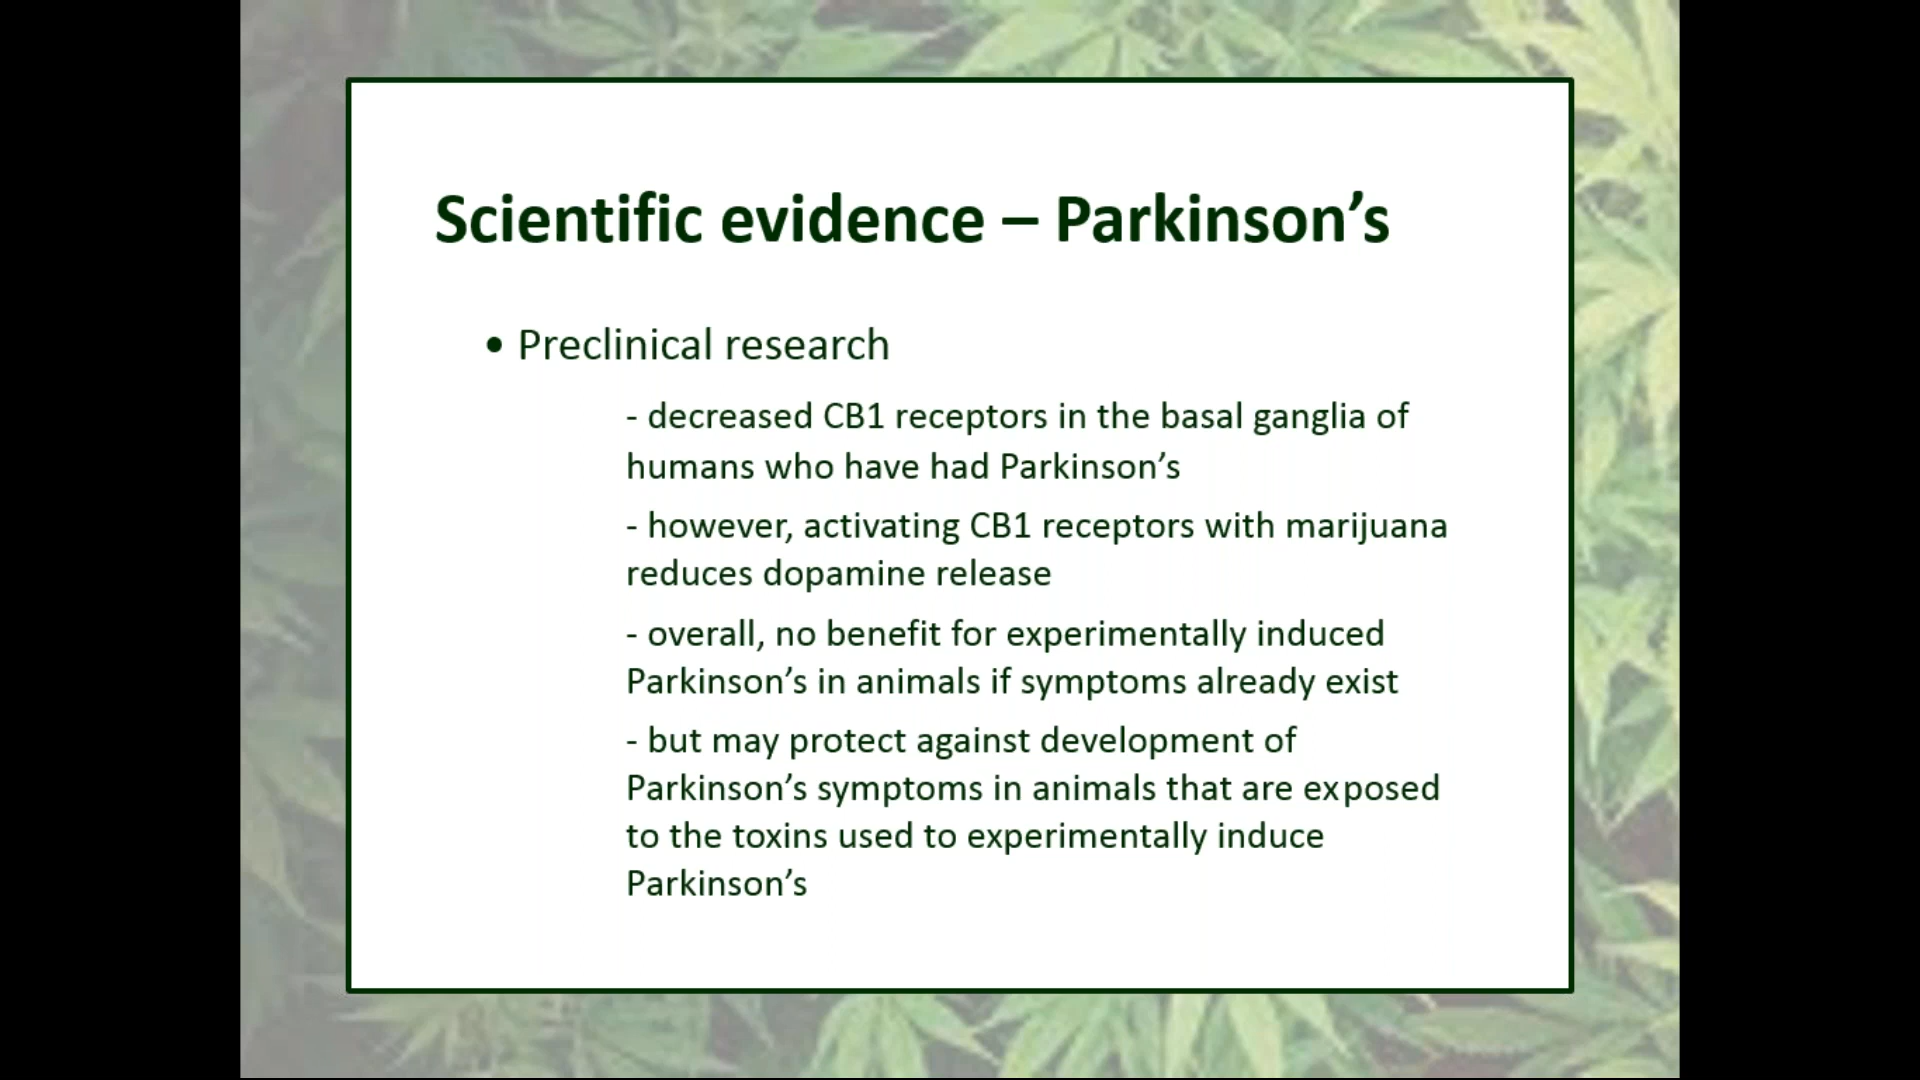 Scientific evidence – Parkinson’s
• Preclinical research
- decreased CB1 receptors in the basal ganglia of
humans who have had Parkinson’s
- however, activating CB1 receptors with marijuana
reduces dopamine release
- overall, no benefit for experimentally induced
Parkinson’s in animals if symptoms already exist
- but may protect against development of
Parkinson’s symptoms in animals that are exposed
to the toxins used to experimentally induce
Parkinson’s